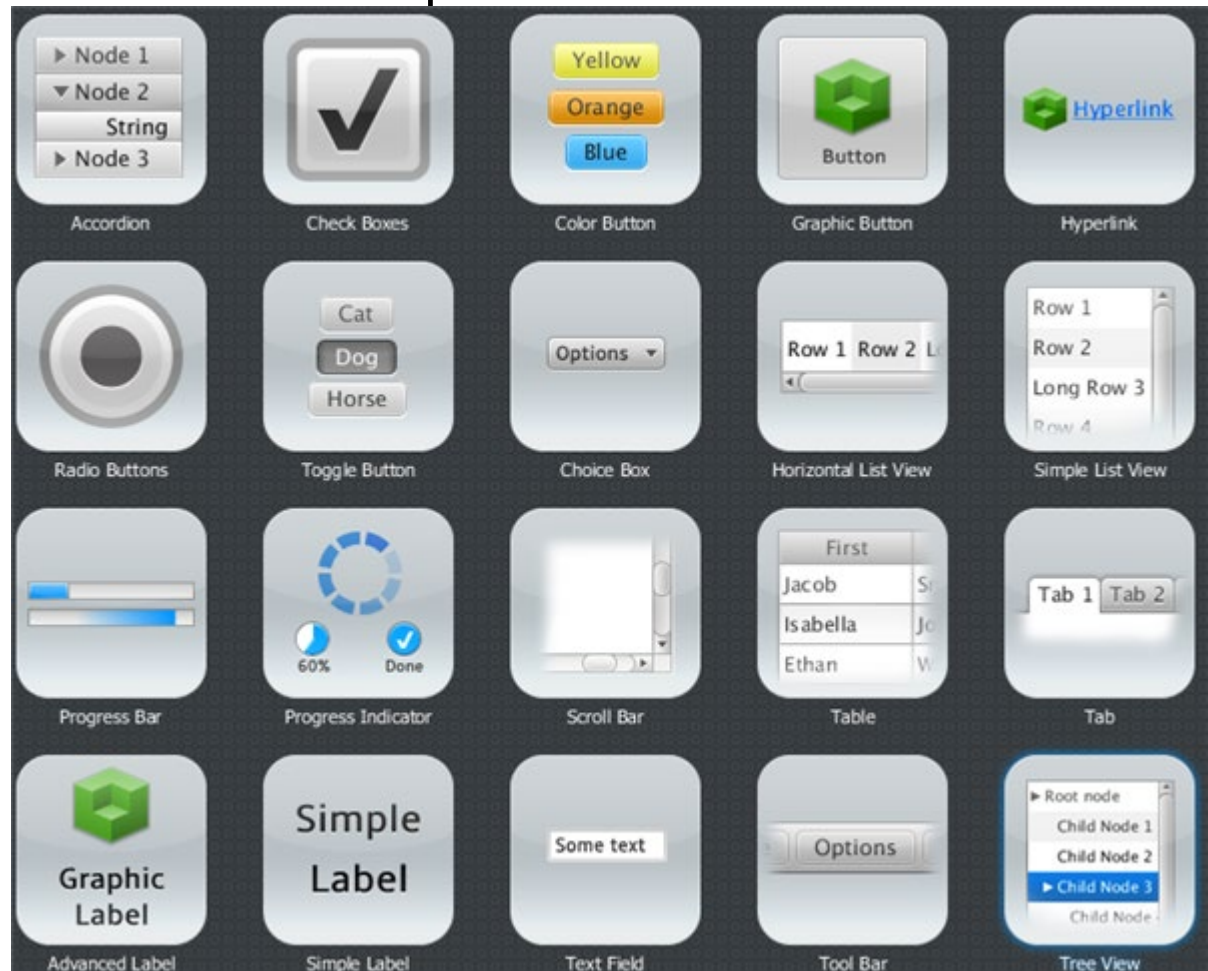 Node 1
Node 2
String
Node 3
Yellow
Orange
Blue
Button
Hyperlink
Accordion
Check Boxes
Color Button
Graphic Button
Hyperlink
Cat
Dog
Horse
Options
Row 1 Row 2
Row 1
Row 2
Long Row 3
Row 4
Radio Buttons
Toggle Button
Choice Box
Horizontal List View
Simple List View
60%
Done
First
Jacob
Isabella
Ethan
Tab 1 Tab 2
Progress Bar
Progress Indicator
Scroll Bar
Table
Tab
Graphic
Label
Simple
Label
Some text
Options
Root node
Child Node 1
Child Node 2
Child Node 3
Child Node
Advanced Label
Simple Label
Text Field
Tool Bar
Tree View